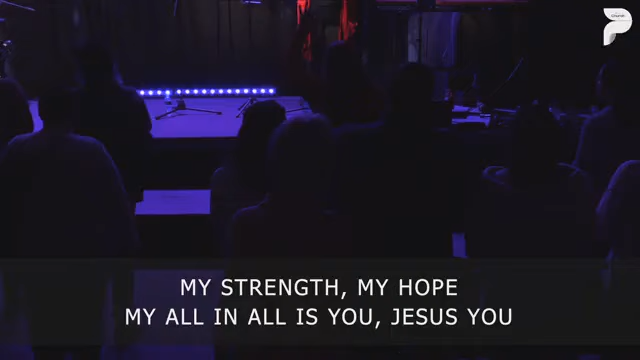 MY STRENGTH, MY HOPE
MY ALL IN ALL IS YOU, JESUS YOU